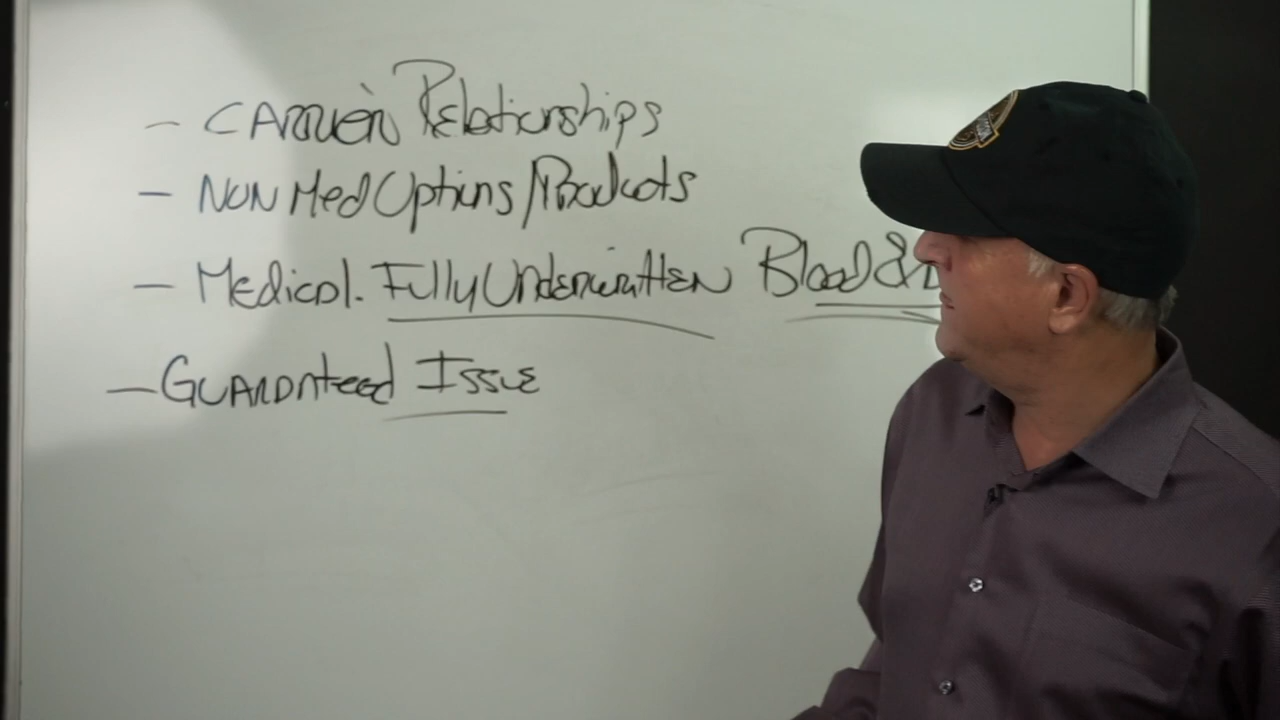 - CARRIER Relationships
- NON Med Options/Products
- Medical. Fully Underwritten Blood &
- Guaranteed Issue